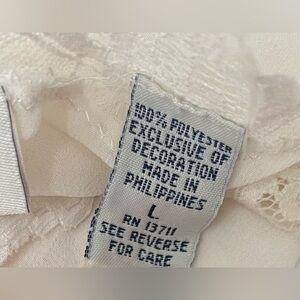 100% POLYESTER
EXCLUSIVE OF
DECORATION
MADE IN
PHILIPPINES
L
RN 13711
SEE REVERSE
FOR CARE